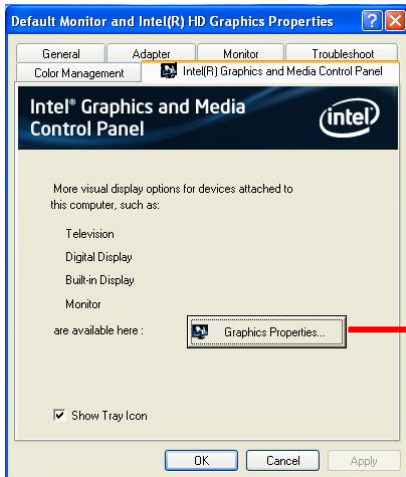 Default Monitor and Intel(R) HD Graphics Properties
General Adapter Monitor Troubleshoot
Color Management Intel(R) Graphics and Media Control Panel
Intel® Graphics and Media
Control Panel
intel
More visual display options for devices attached to
this computer, such as:
Television
Digital Display
Built-in Display
Monitor
are available here : Graphics Properties...
Show Tray Icon
OK Cancel Apply